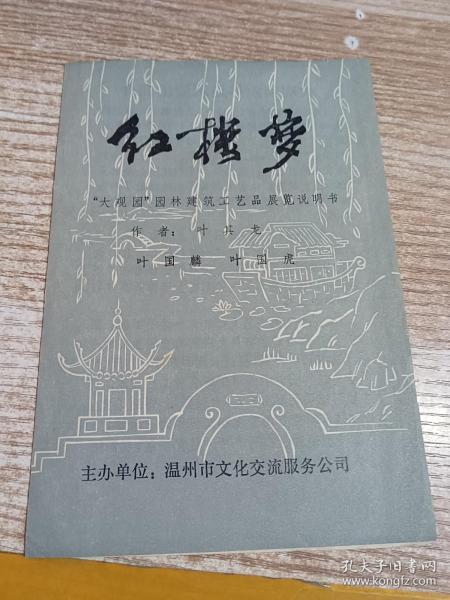 红楼梦
“大观园”园林建筑工艺品展览说明书
作者：叶其龙
叶国麟 叶国虎
主办单位：温州市文化交流服务公司
孔夫子旧书网
www.kongfz.com